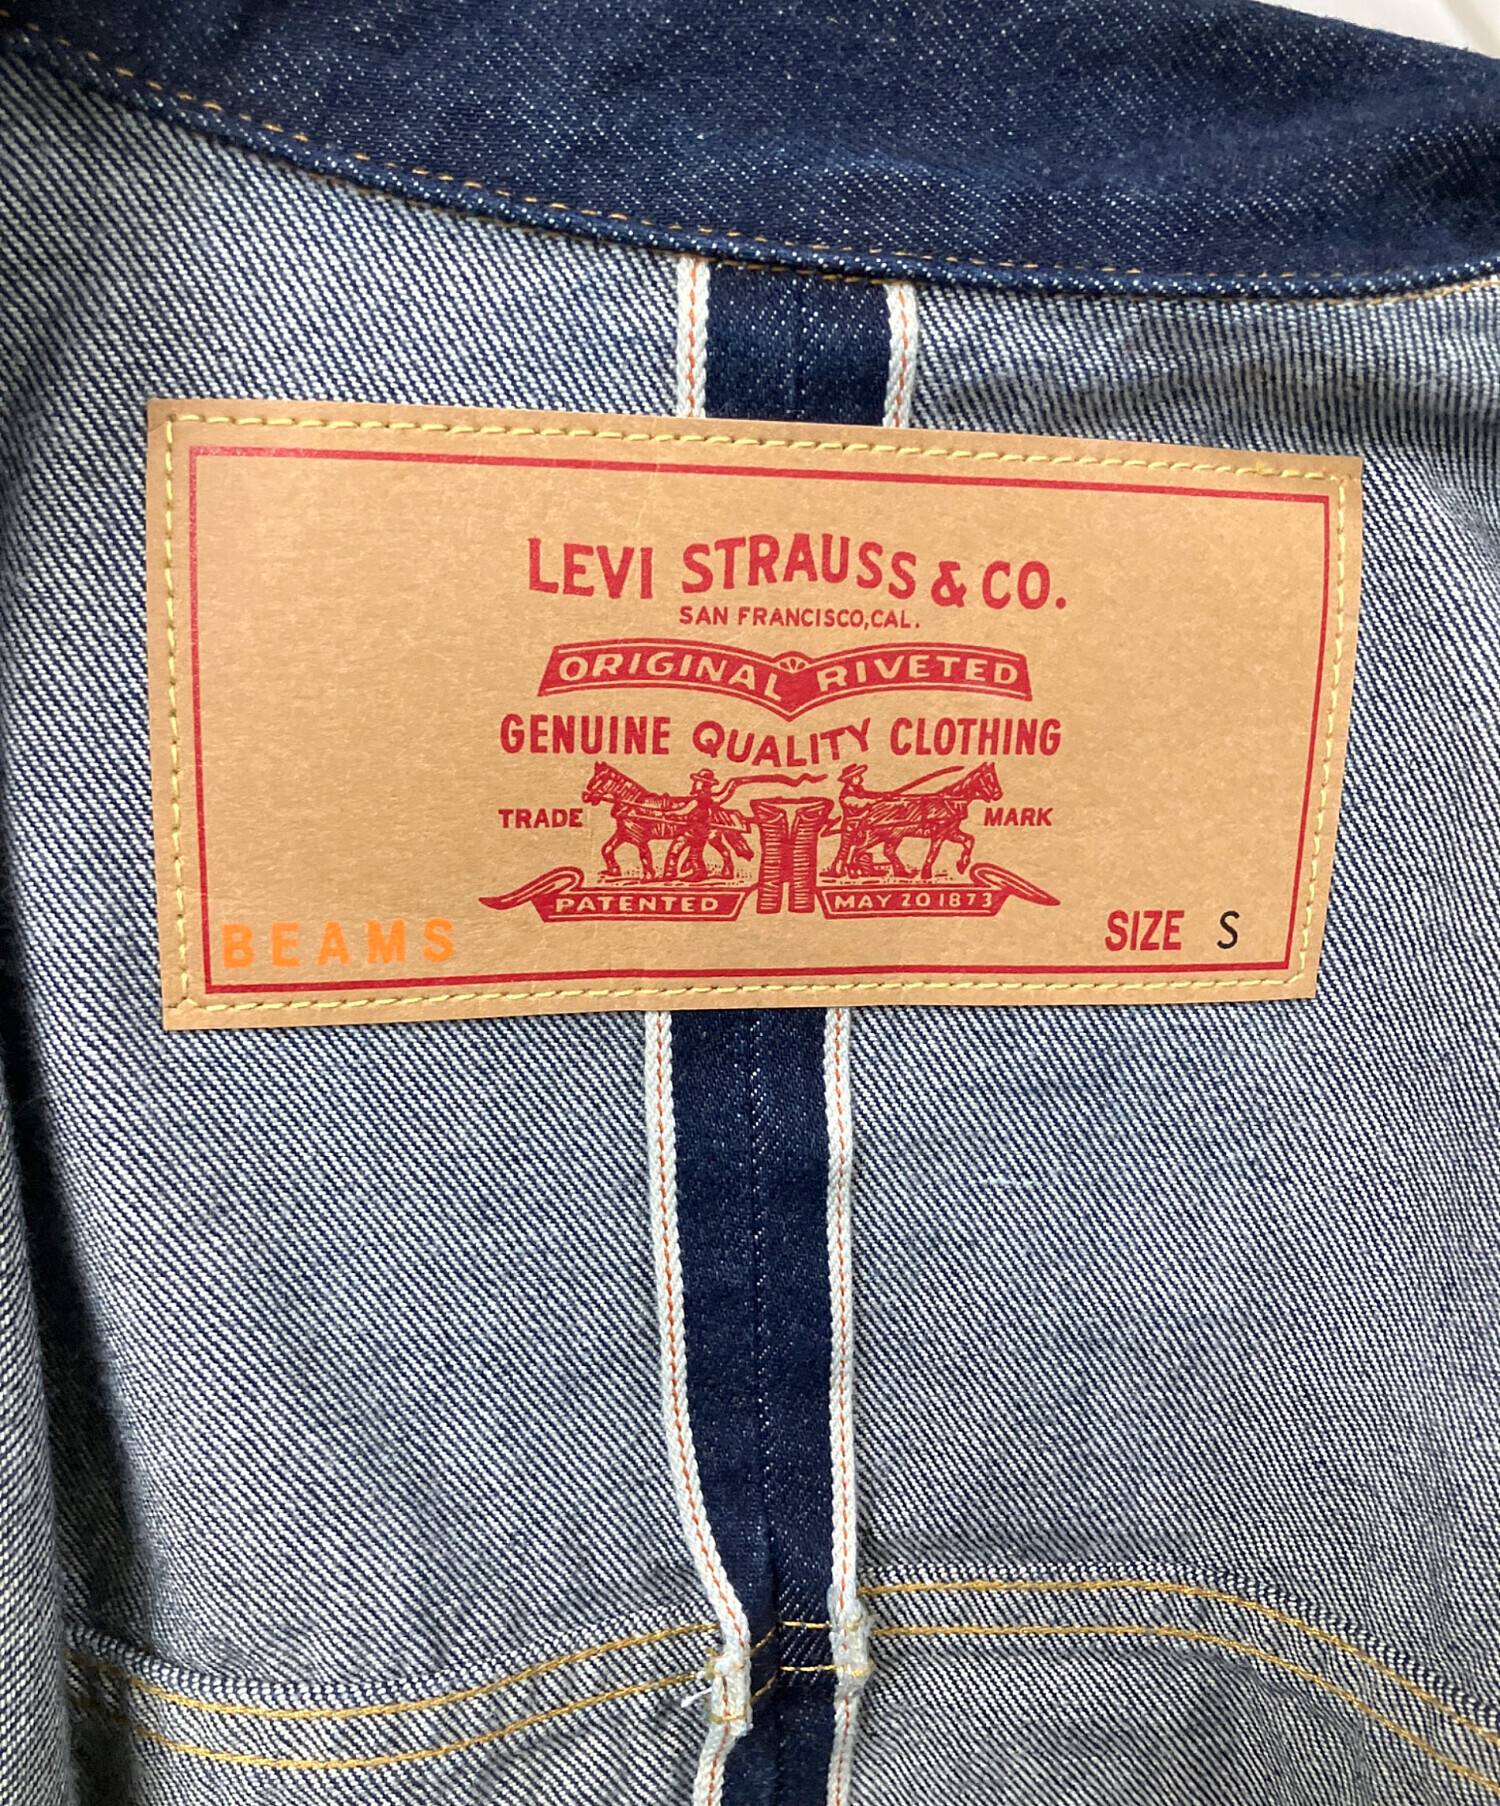 LEVI STRAUSS & CO.
SAN FRANCISCO, CAL.
ORIGINAL RIVETED
GENUINE QUALITY CLOTHING
TRADE MARK
PATENTED MAY 20 1873
BEAMS SIZE S